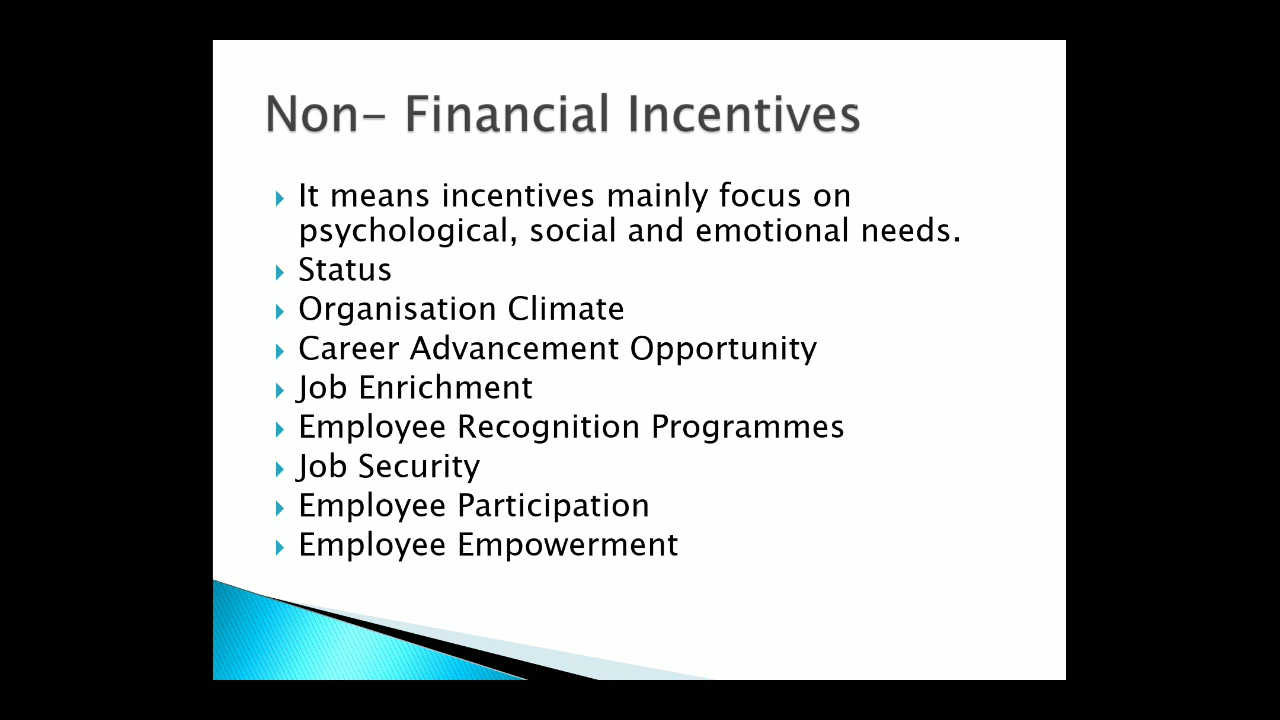 Non- Financial Incentives
It means incentives mainly focus on
psychological, social and emotional needs.
Status
Organisation Climate
Career Advancement Opportunity
Job Enrichment
Employee Recognition Programmes
Job Security
Employee Participation
Employee Empowerment